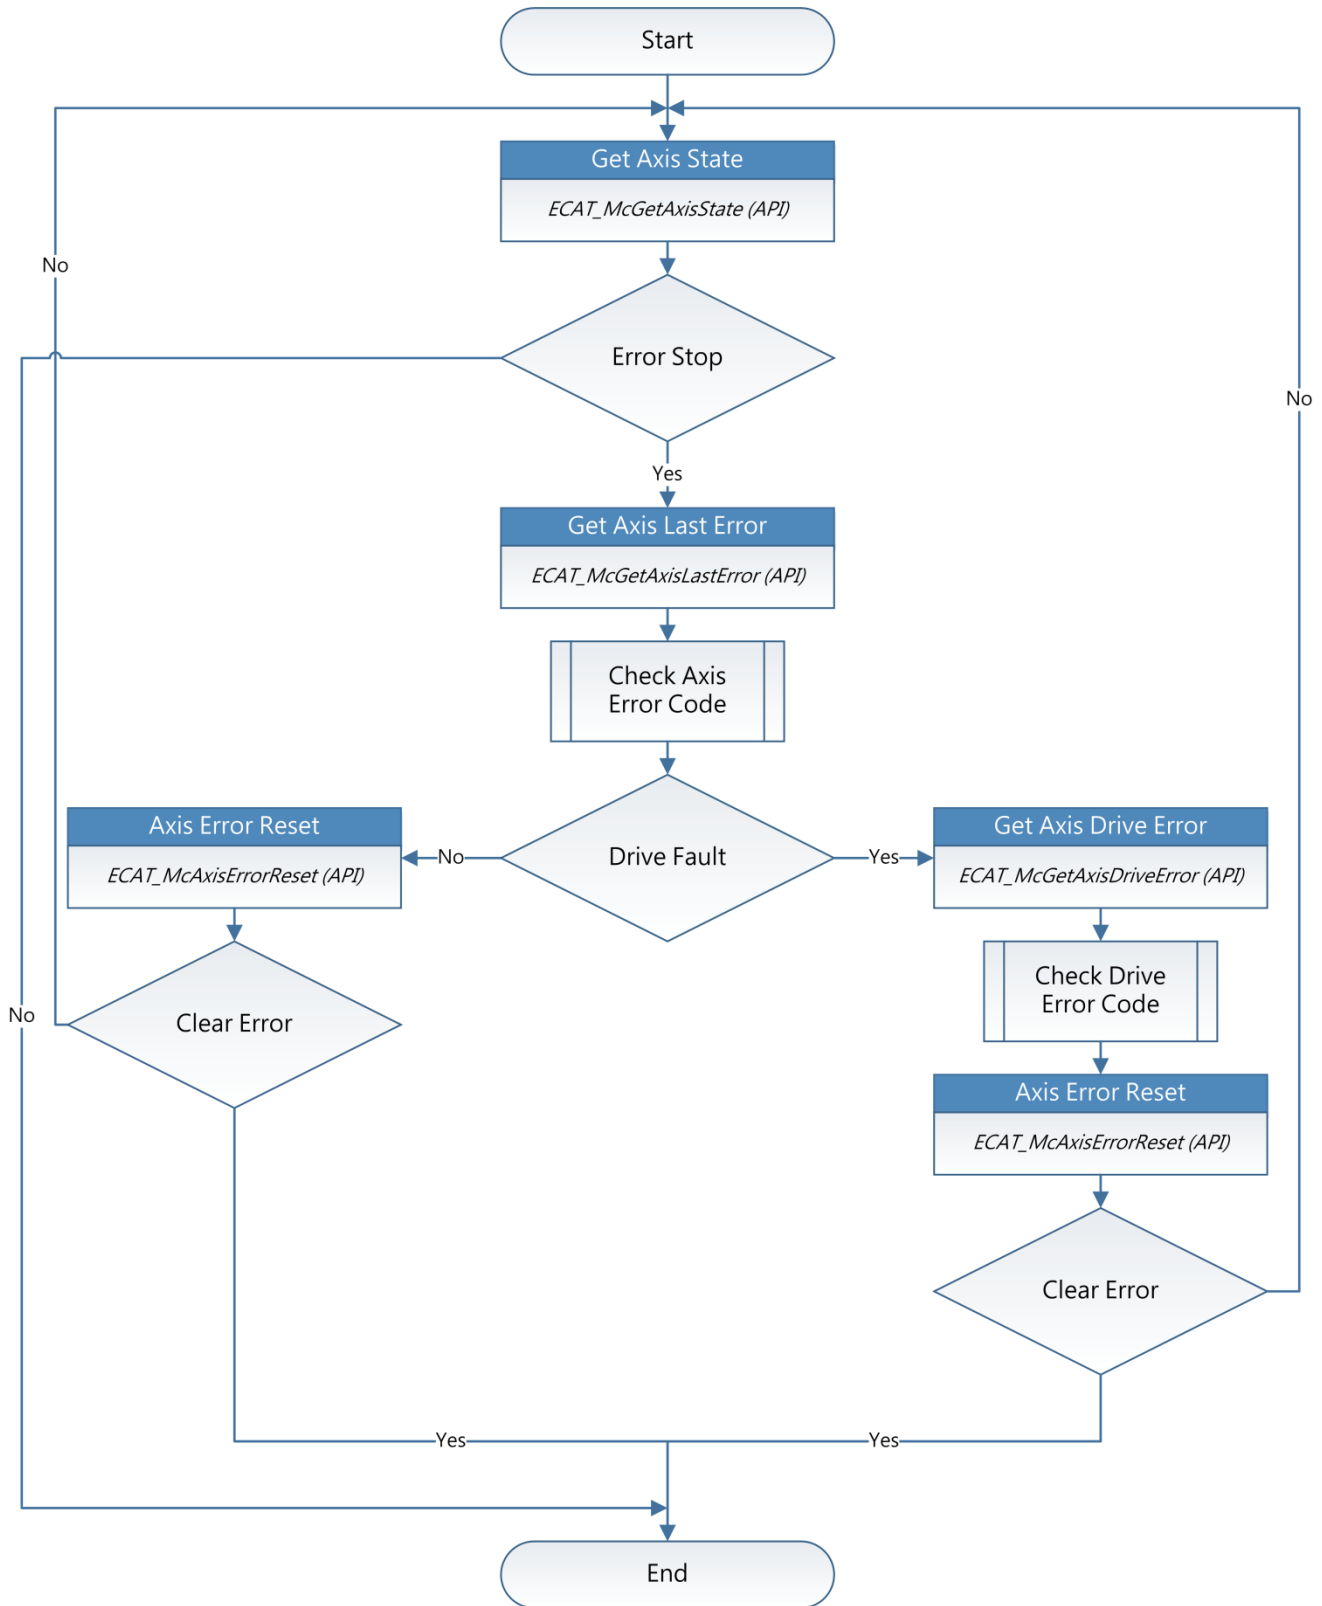 Start
Get Axis State
ECAT_McGetAxisState (API)
No
Error Stop
No
Yes
Get Axis Last Error
ECAT_McGetAxisLastError (API)
Check Axis
Error Code
Axis Error Reset
ECAT_McAxisErrorReset (API)
No
Drive Fault
Yes
Get Axis Drive Error
ECAT_McGetAxisDriveError (API)
Check Drive
Error Code
No
Clear Error
Axis Error Reset
ECAT_McAxisErrorReset (API)
Clear Error
Yes
Yes
End